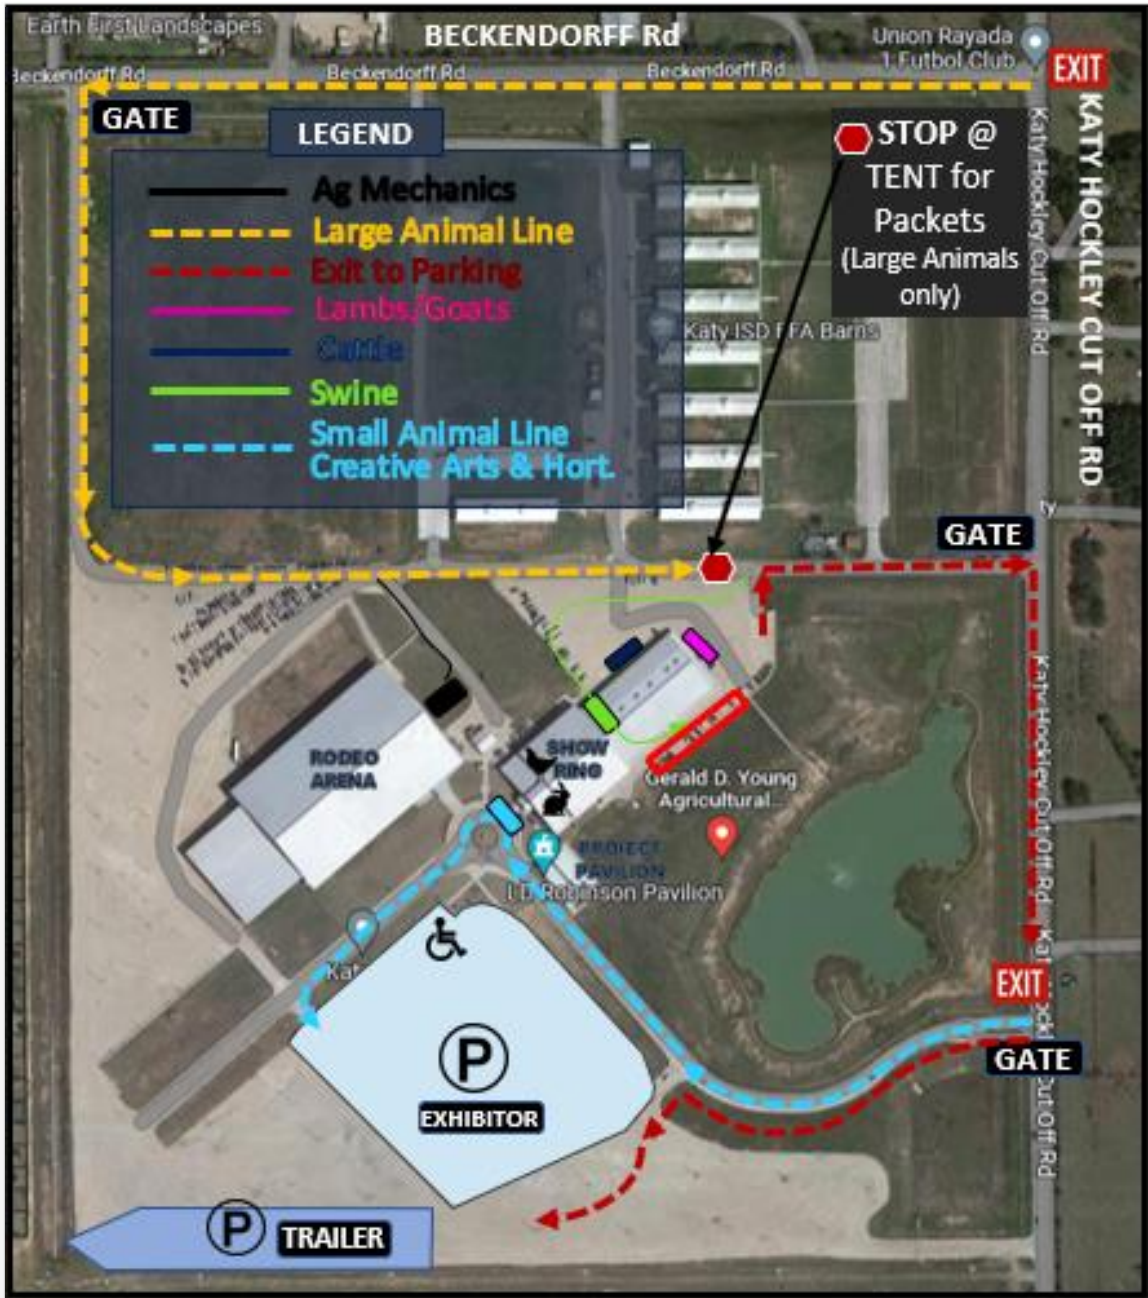 Earth First Landscapes
BECKENDORFF Rd
Union Rayada
1 Futbol Club
EXIT
Beckendorff Rd
Beckendorff Rd
Beckendorff Rd
GATE
LEGEND
Ag Mechanics
Large Animal Line
Exit to Parking
Lambs/Goats
Cattle
Swine
Small Animal Line
Creative Arts & Hort.
STOP @
TENT for
Packets
(Large Animals
only)
Katy Hockley Cut Off Rd
KATY HOCKLEY CUT OFF RD
Katy ISD FFA Barns
GATE
Katy Hockley Cut Off Rd
RODEO
ARENA
SHOW
RING
Gerald D. Young
Agricultural...
PROJECT
PAVILION
Robinson Pavilion
Kat
EXIT
GATE
Cut Off Rd
P
EXHIBITOR
P
TRAILER